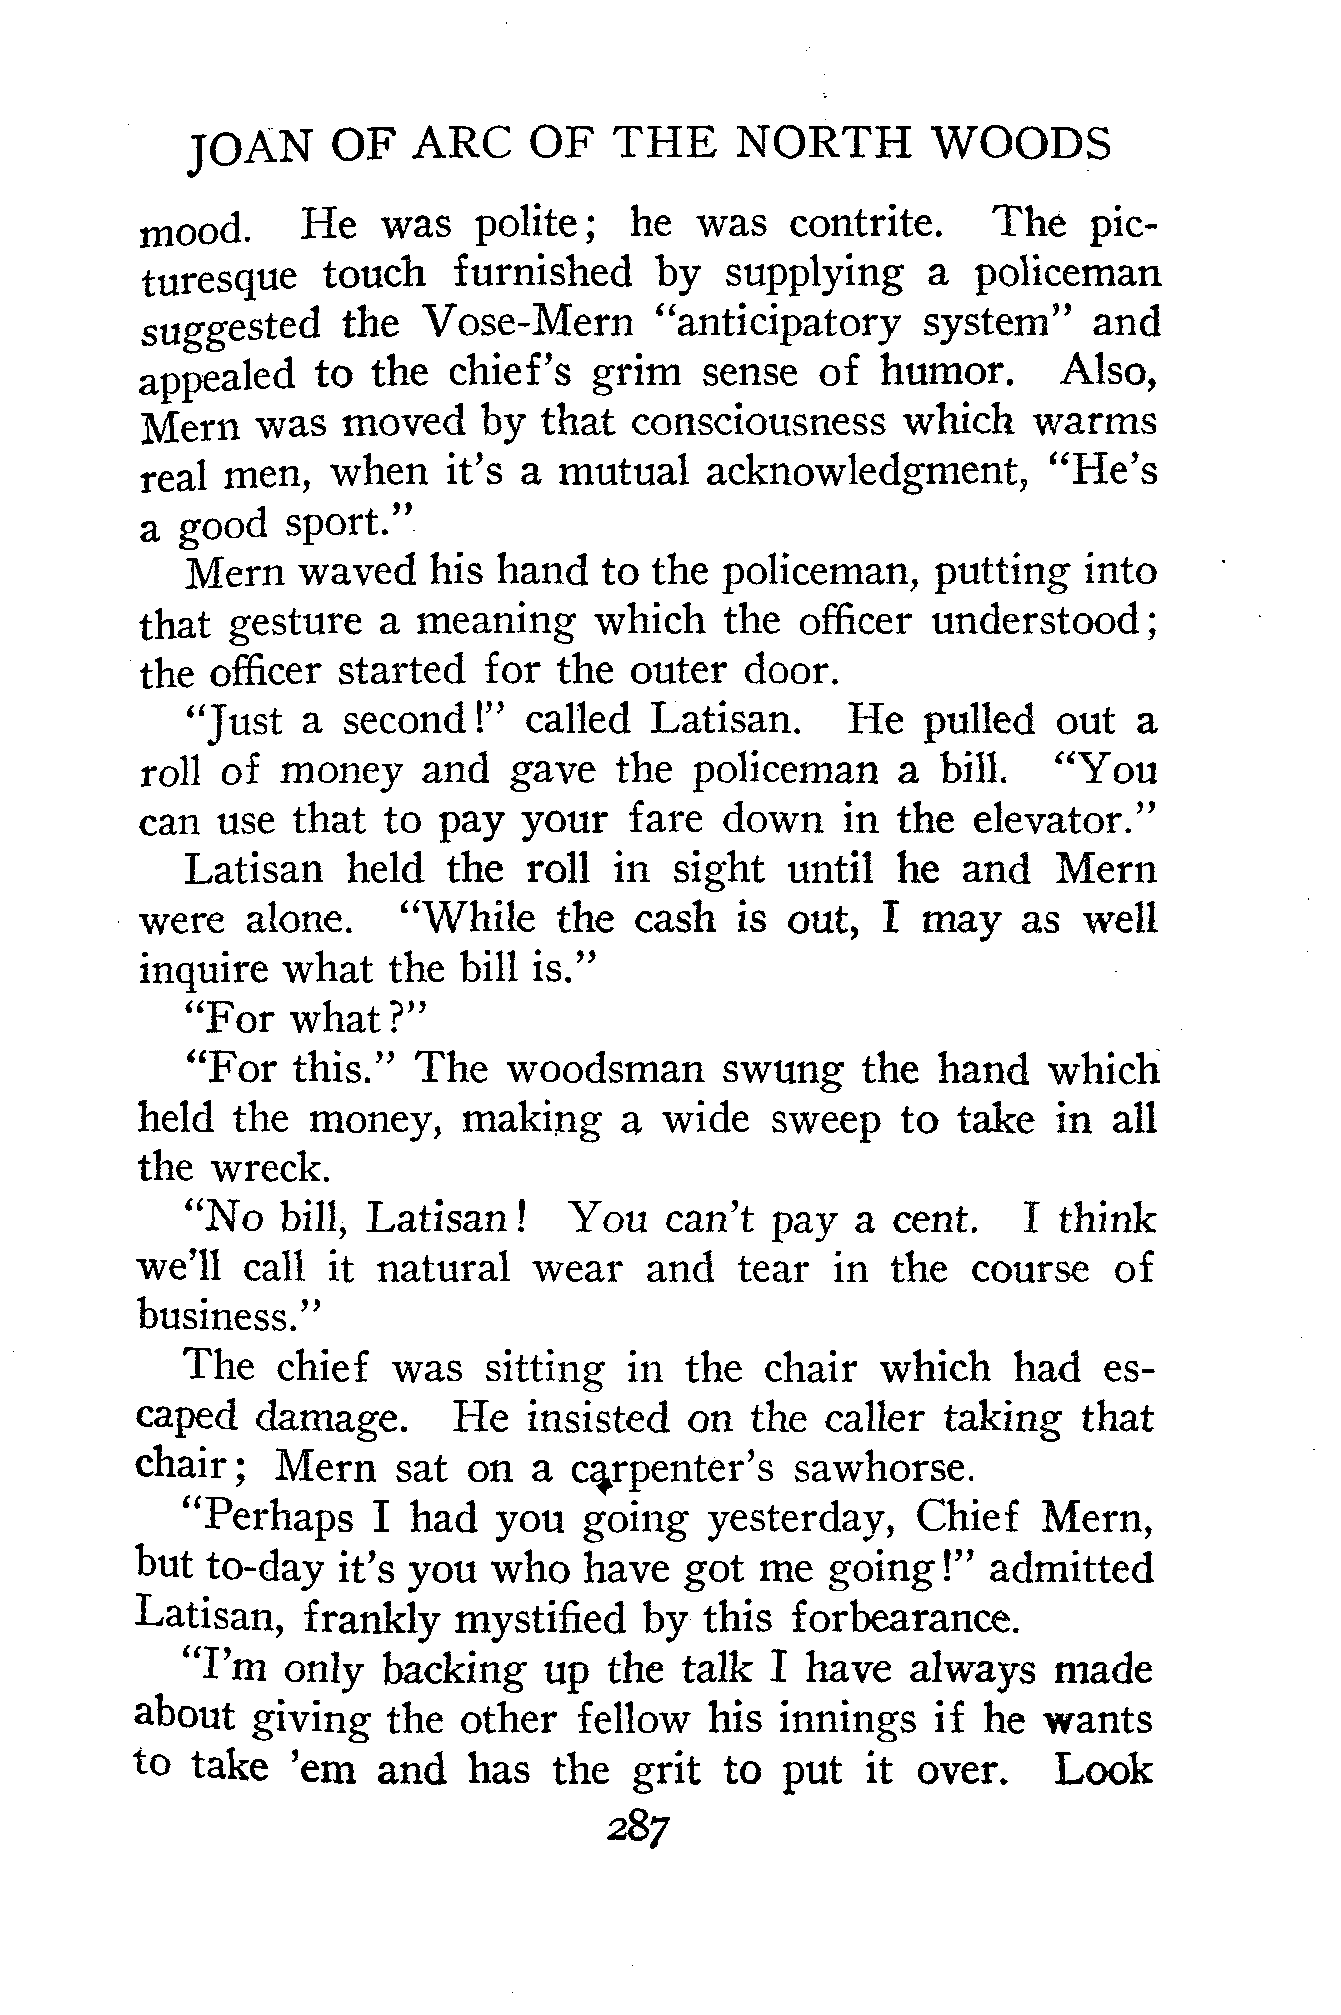 JOAN OF ARC OF THE NORTH WOODS
mood. He was polite; he was contrite. The pic-
turesque touch furnished by supplying a policeman
suggested the Vose-Mern “anticipatory system” and
appealed to the chief’s grim sense of humor. Also,
Mern was moved by that consciousness which warms
real men, when it’s a mutual acknowledgment, “He’s
a good sport.”
Mern waved his hand to the policeman, putting into
that gesture a meaning which the officer understood;
the officer started for the outer door.
“Just a second!” called Latisan. He pulled out a
roll of money and gave the policeman a bill. “You
can use that to pay your fare down in the elevator.”
Latisan held the roll in sight until he and Mern
were alone. “While the cash is out, I may as well
inquire what the bill is.”
“For what?”
“For this.” The woodsman swung the hand which
held the money, making a wide sweep to take in all
the wreck.
“No bill, Latisan! You can’t pay a cent. I think
we’ll call it natural wear and tear in the course of
business.”
The chief was sitting in the chair which had es-
caped damage. He insisted on the caller taking that
chair; Mern sat on a carpenter’s sawhorse.
“Perhaps I had you going yesterday, Chief Mern,
but to-day it’s you who have got me going!” admitted
Latisan, frankly mystified by this forbearance.
“I’m only backing up the talk I have always made
about giving the other fellow his innings if he wants
to take ’em and has the grit to put it over. Look
287